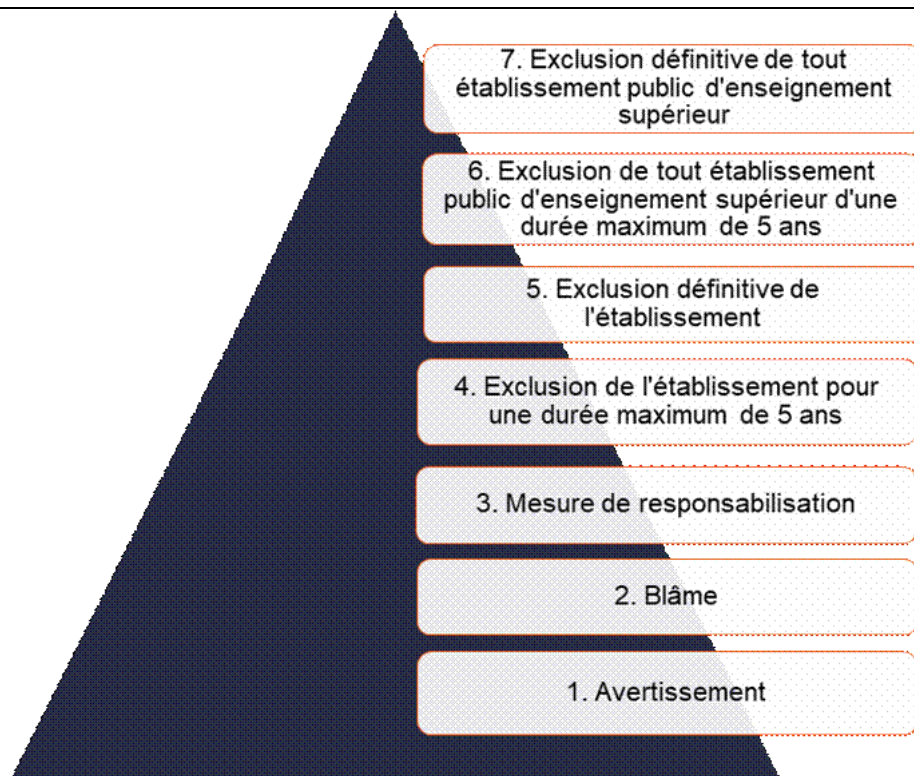 7. Exclusion définitive de tout
établissement public d'enseignement
supérieur
6. Exclusion de tout établissement
public d'enseignement supérieur d'une
durée maximum de 5 ans
5. Exclusion définitive de
l'établissement
4. Exclusion de l'établissement pour
une durée maximum de 5 ans
3. Mesure de responsabilisation
2. Blâme
1. Avertissement